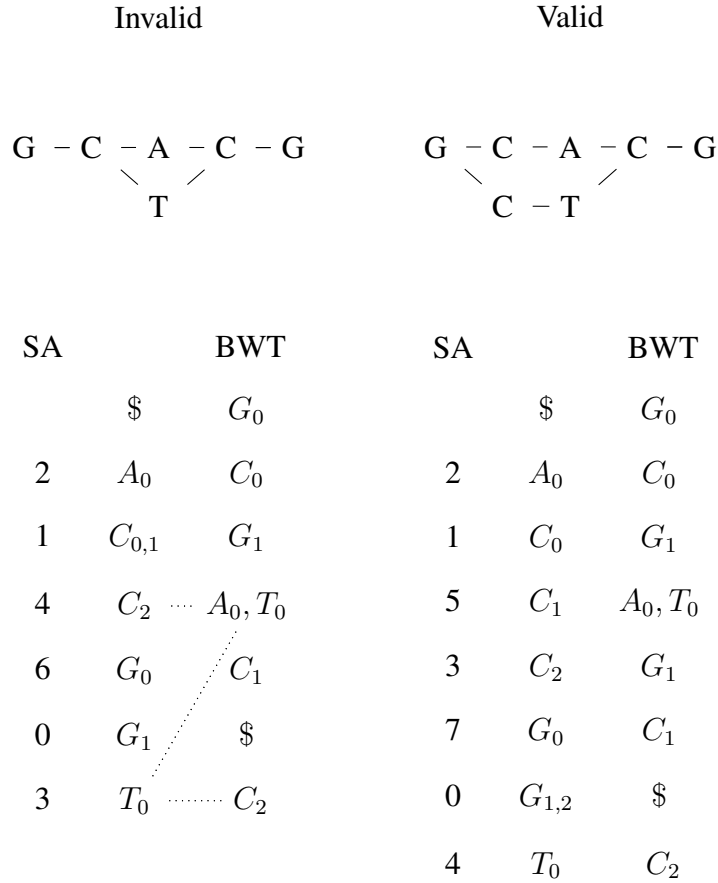 Invalid
Valid
G – C – A – C – G
T
G – C – A – C – G
C – T
SA BWT
$ G₀
2 A₀ C₀
1 C₀,₁ G₁
4 C₂ A₀, T₀
6 G₀ C₁
0 G₁ $
3 T₀ C₂
SA BWT
$ G₀
2 A₀ C₀
1 C₀ G₁
5 C₁ A₀, T₀
3 C₂ G₁
7 G₀ C₁
0 G₁,₂ $
4 T₀ C₂